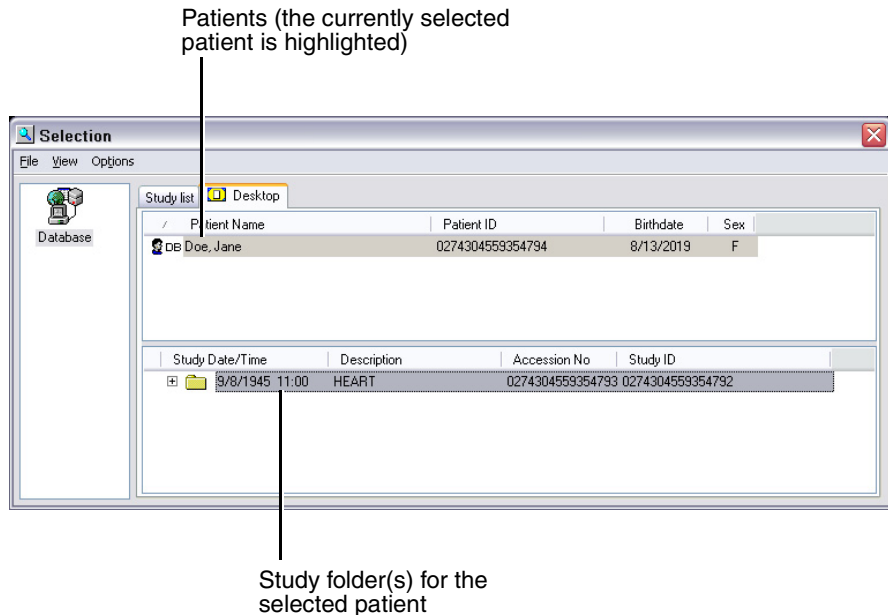 Patients (the currently selected
patient is highlighted)
Selection
File View Options
Database
Study list Desktop
/ Patient Name Patient ID Birthdate Sex
DB Doe, Jane 0274304559354794 8/13/2019 F
Study Date/Time Description Accession No Study ID
9/8/1945 11:00 HEART 0274304559354793 0274304559354792
Study folder(s) for the
selected patient